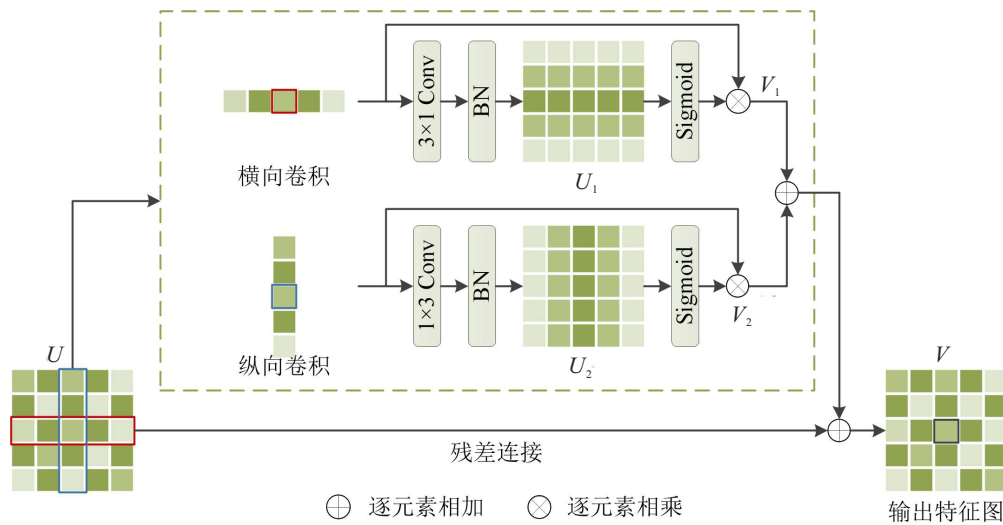 3×1 Conv
BN
Sigmoid
V1
横向卷积
U1
1×3 Conv
BN
Sigmoid
V2
纵向卷积
U2
U
V
残差连接
逐元素相加
逐元素相乘
输出特征图